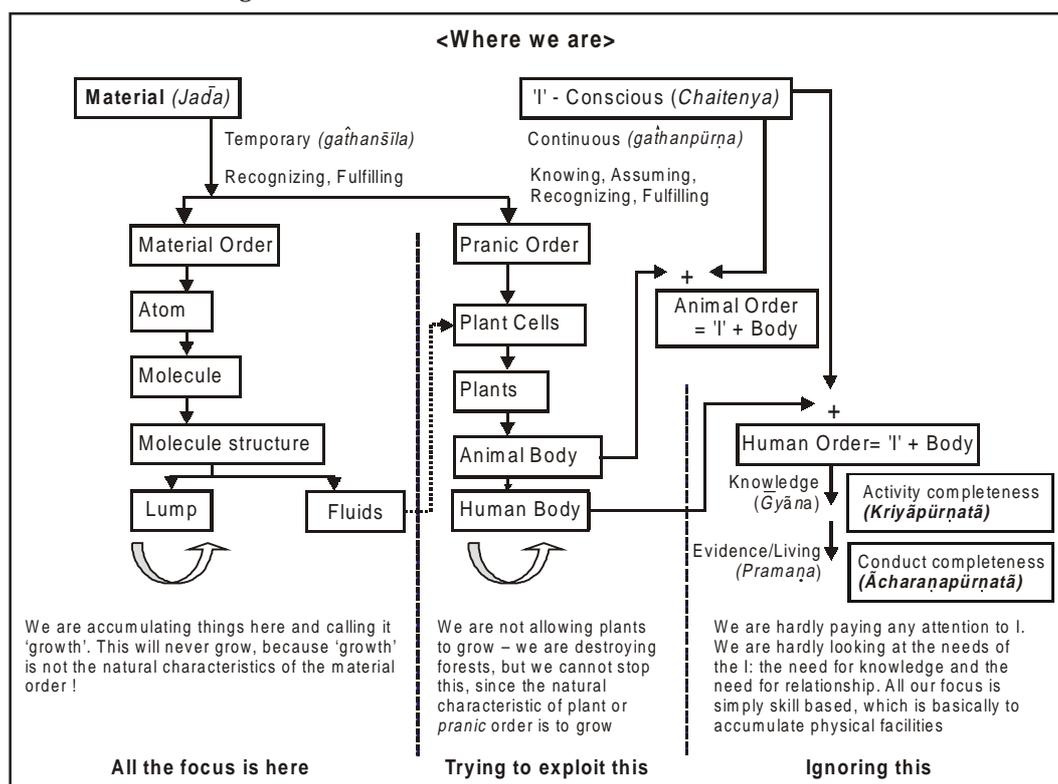 <Where we are>
Material (Jad̄a)
'I' - Conscious (Chaitenya)
Temporary (gat̂hans̄īla)
Continuous (gat̂hanpūrṇa)
Recognizing, Fulfilling
Knowing, Assuming,
Recognizing, Fulfilling
Material Order
Pranic Order
+
Animal Order
= 'I' + Body
Atom
Plant Cells
Molecule
Plants
+
Molecule structure
Animal Body
Human Order= 'I' + Body
Lump
Fluids
Human Body
Knowledge
(Ḡyāna)
Activity completeness
(Kriyāpūrṇatā)
Evidence/Living
(Pramaṇa)
Conduct completeness
(Ācharaṇapūrṇatā)
We are accumulating things here and calling it
‘growth’. This will never grow, because ‘growth’
is not the natural characteristics of the material
order !
We are not allowing plants
to grow – we are destroying
forests, but we cannot stop
this, since the natural
characteristic of plant or
pranic order is to grow
We are hardly paying any attention to I.
We are hardly looking at the needs of
the I: the need for knowledge and the
need for relationship. All our focus is
simply skill based, which is basically to
accumulate physical facilities
All the focus is here
Trying to exploit this
Ignoring this